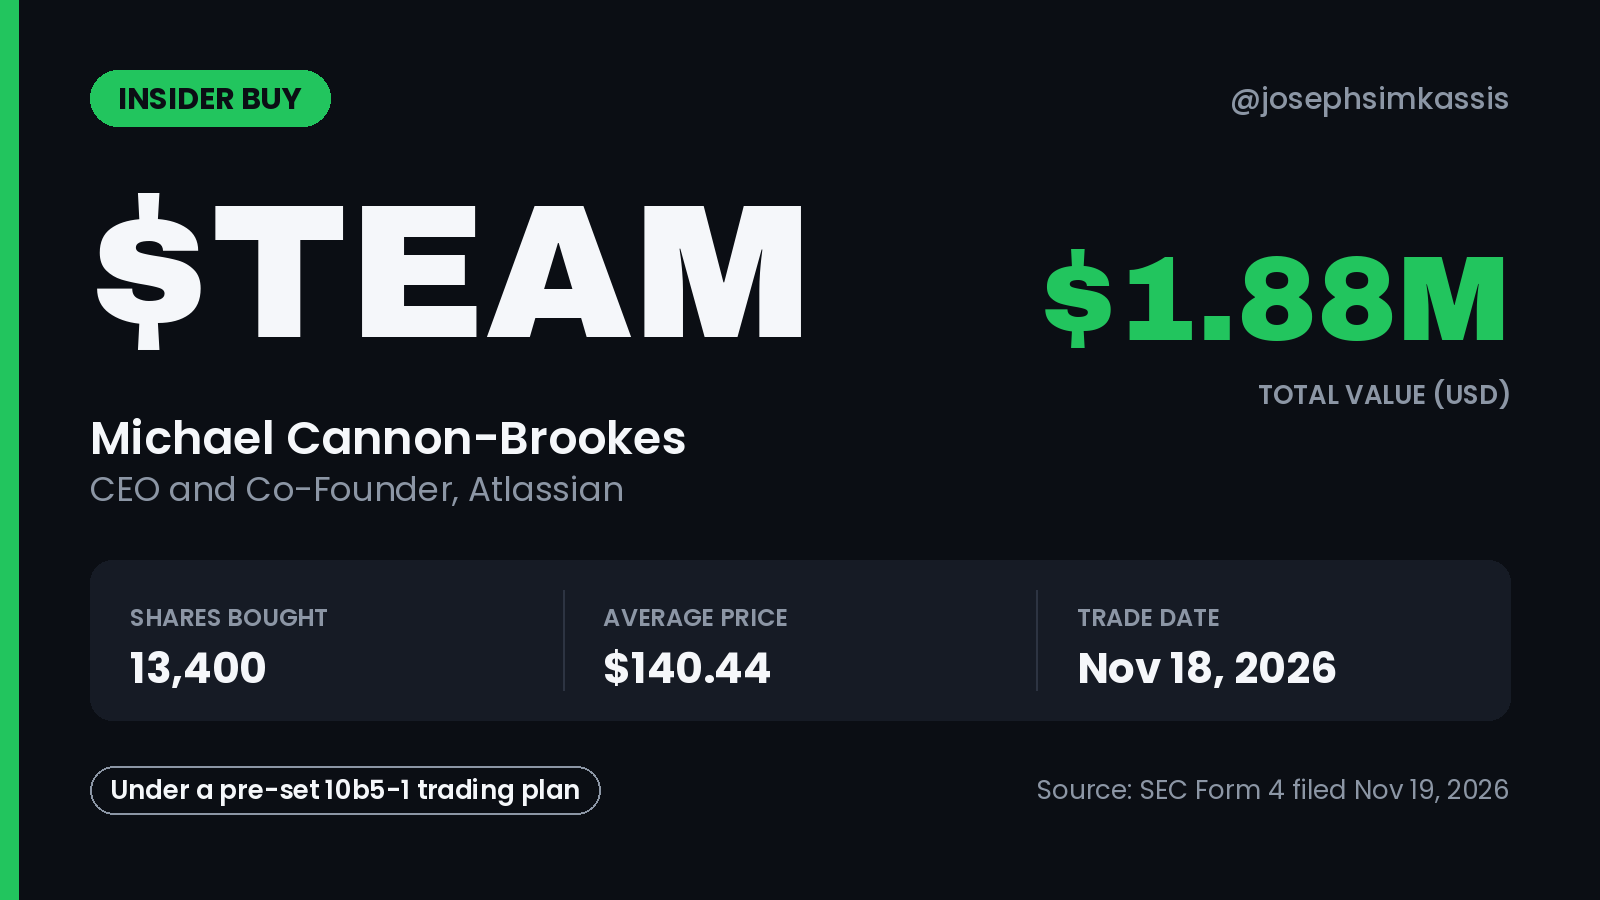 INSIDER BUY
@josephsimkassis
$TEAM
$1.88M
TOTAL VALUE (USD)
Michael Cannon-Brookes
CEO and Co-Founder, Atlassian
SHARES BOUGHT
13,400
AVERAGE PRICE
$140.44
TRADE DATE
Nov 18, 2026
Under a pre-set 10b5-1 trading plan
Source: SEC Form 4 filed Nov 19, 2026